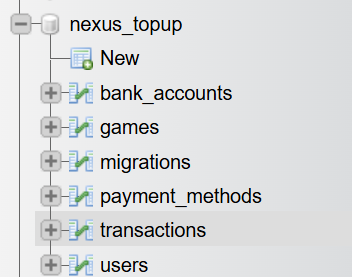 nexus_topup
New
bank_accounts
games
migrations
payment_methods
transactions
users